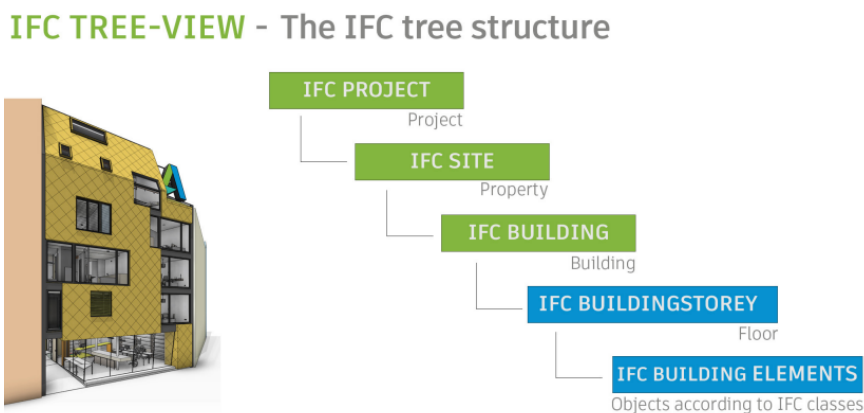 IFC TREE-VIEW - The IFC tree structure
IFC PROJECT
Project
IFC SITE
Property
IFC BUILDING
Building
IFC BUILDINGSTOREY
Floor
IFC BUILDING ELEMENTS
Objects according to IFC classes